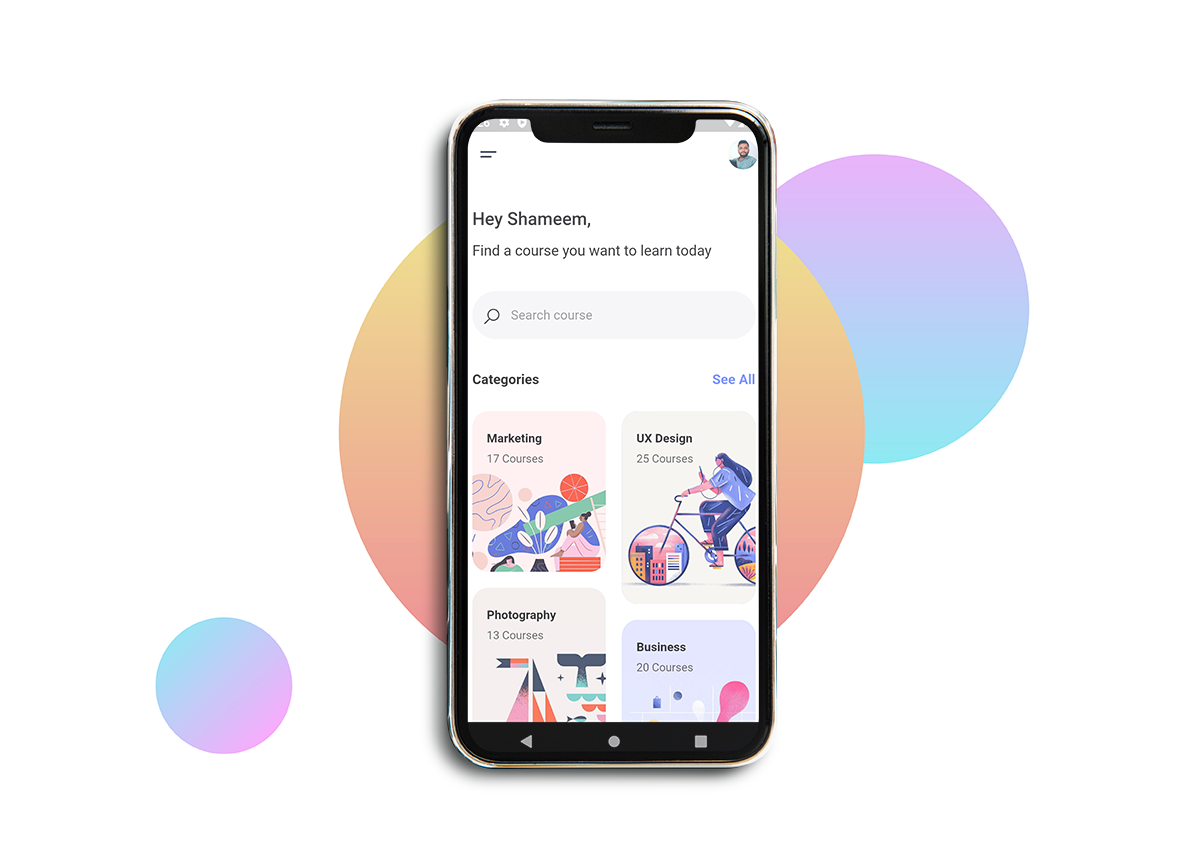 Hey Shameem,
Find a course you want to learn today
Search course
Categories
See All
Marketing
17 Courses
UX Design
25 Courses
Photography
13 Courses
Business
20 Courses